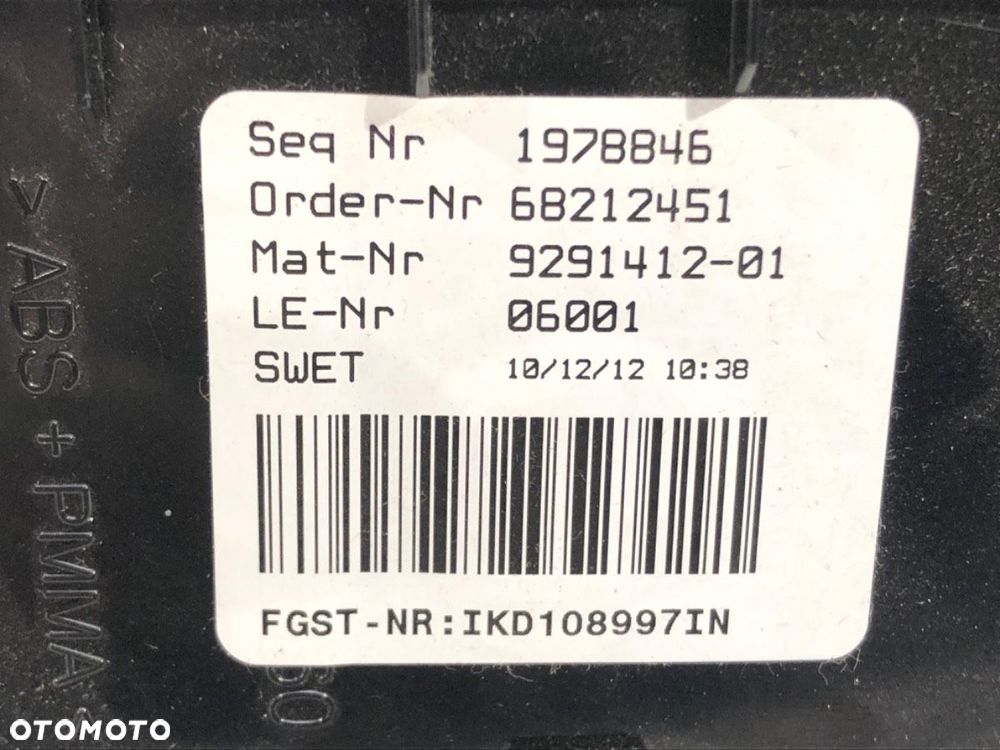 Seq Nr 1978846
Order-Nr 68212451
Mat-Nr 9291412-01
LE-Nr 06001
SWET 10/12/12 10:38
FGST-NR:IKD108997IN
>ABS + PMMA<
60
OTOMOTO